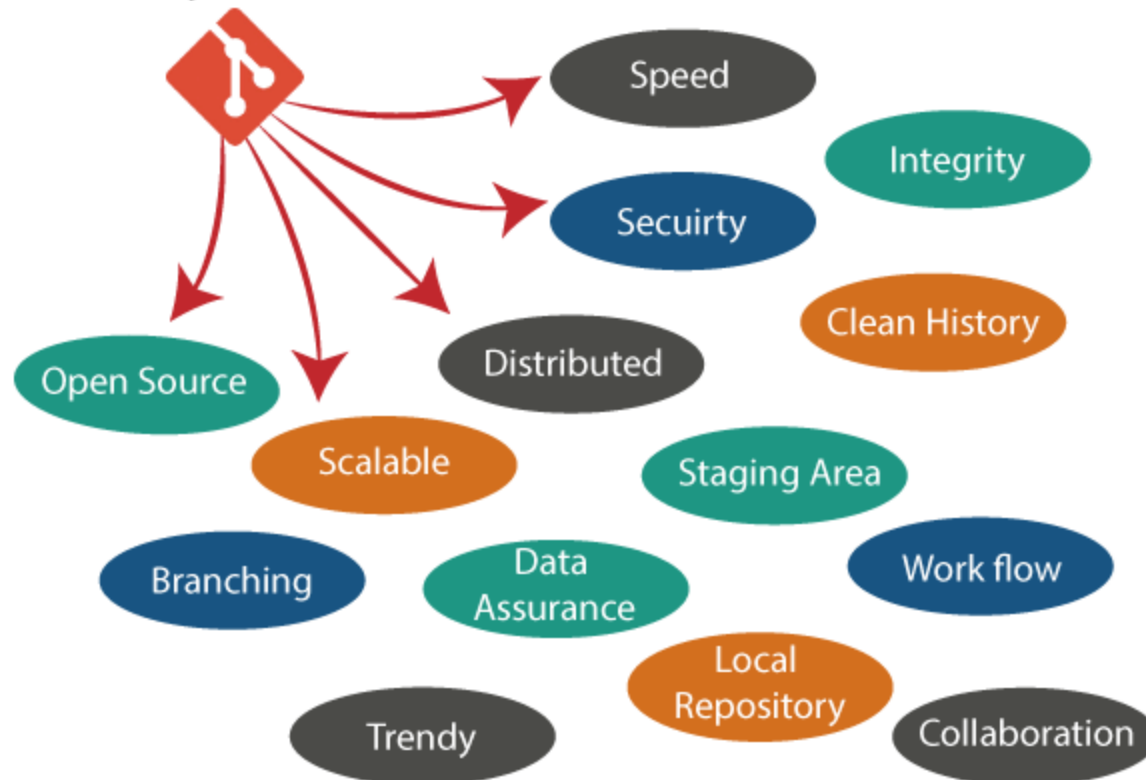 Speed
Integrity
Secuirty
Clean History
Distributed
Open Source
Scalable
Staging Area
Data
Assurance
Branching
Work flow
Local
Repository
Trendy
Collaboration